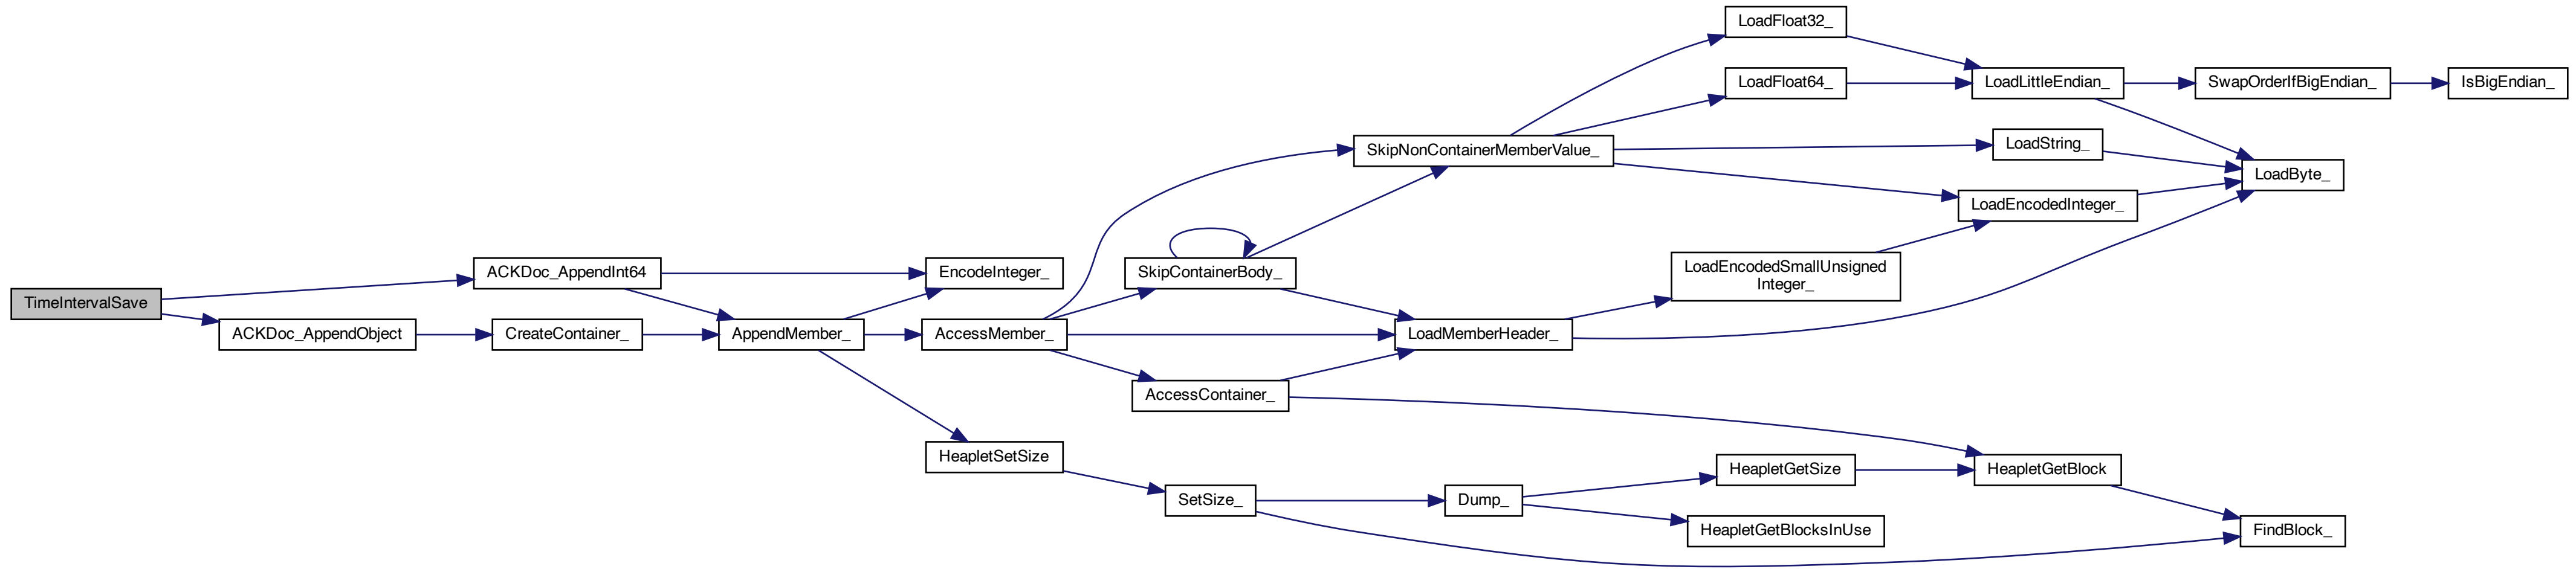 TimeIntervalSave
ACKDoc_AppendInt64
ACKDoc_AppendObject
CreateContainer_
AppendMember_
EncodeInteger_
AccessMember_
HeapletSetSize
SkipContainerBody_
AccessContainer_
SetSize_
SkipNonContainerMemberValue_
LoadMemberHeader_
Dump_
LoadFloat32_
LoadFloat64_
LoadEncodedSmallUnsigned
Integer_
HeapletGetSize
HeapletGetBlocksInUse
LoadLittleEndian_
LoadString_
LoadEncodedInteger_
HeapletGetBlock
SwapOrderIfBigEndian_
LoadByte_
FindBlock_
IsBigEndian_